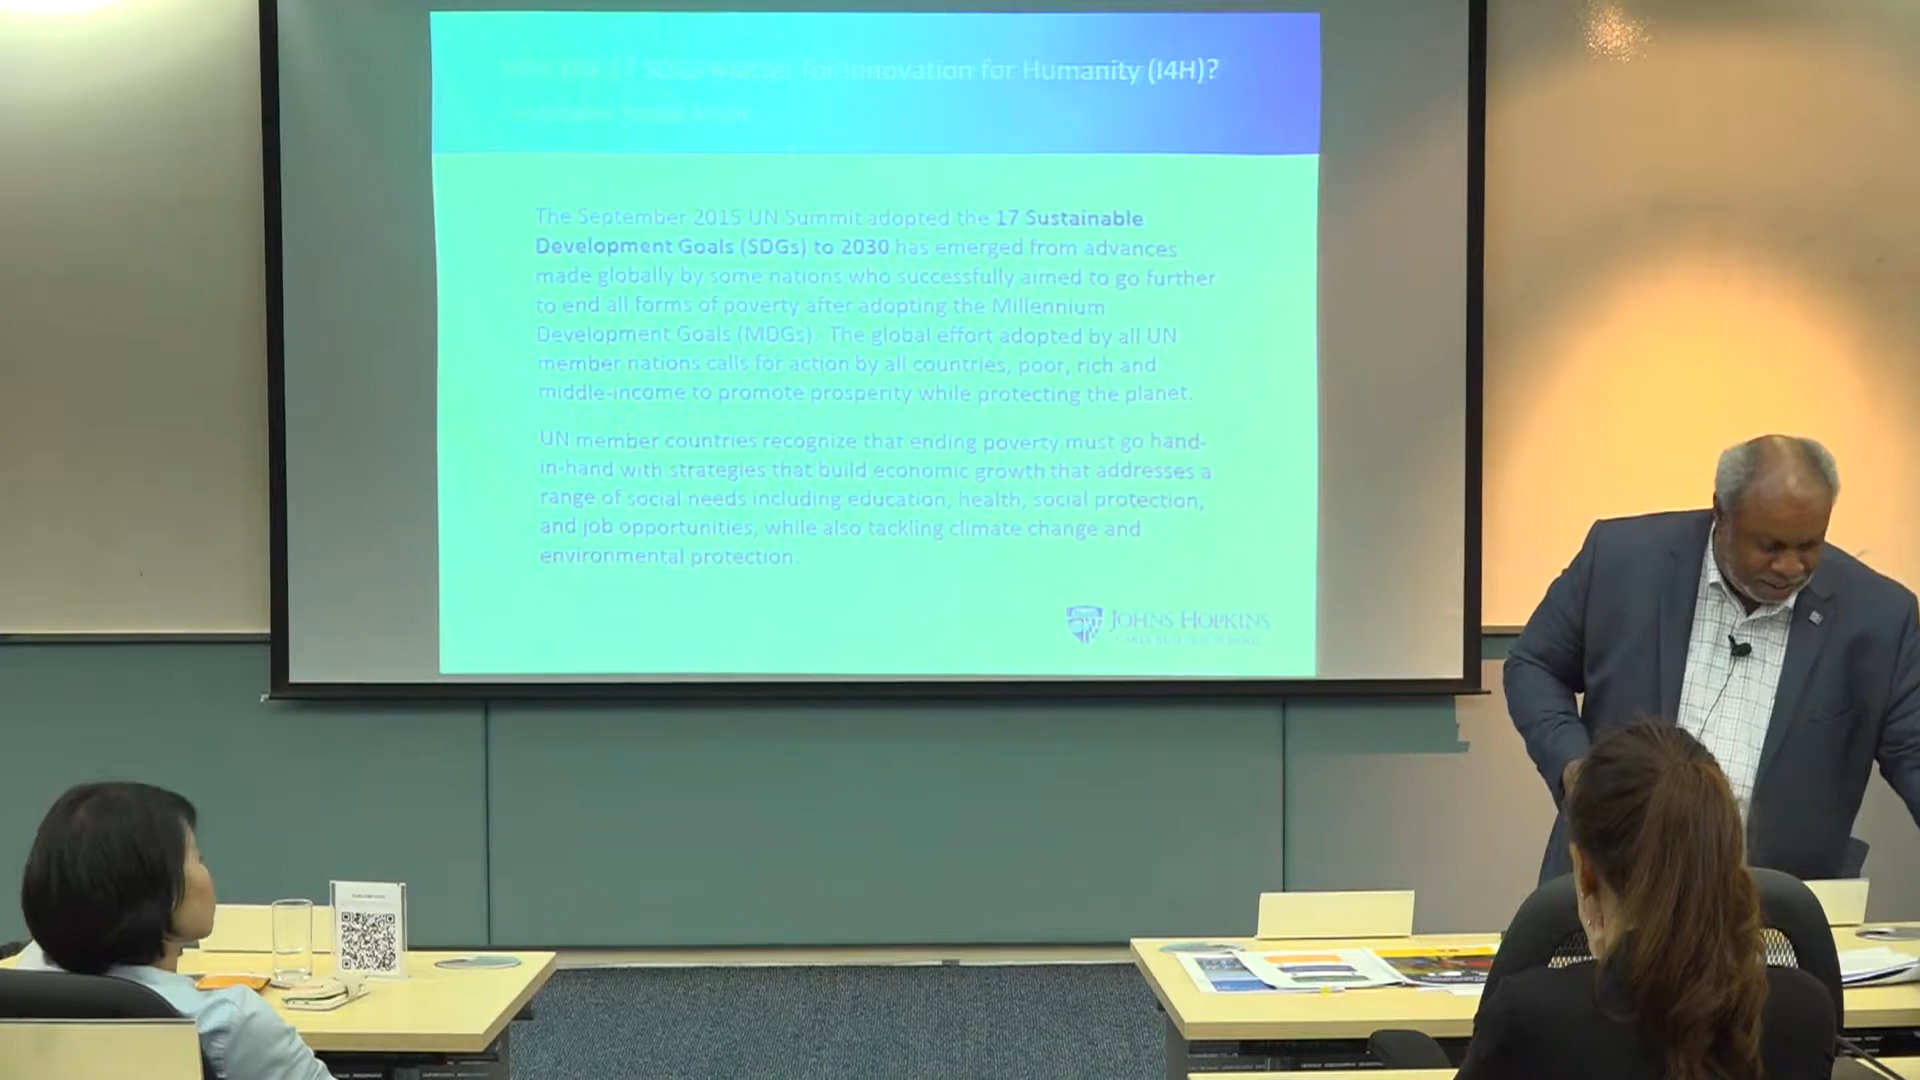 17 SDGs Matter for Innovation for Humanity (I4H)?
The September 2015 UN Summit adopted the 17 Sustainable
Development Goals (SDGs) to 2030 has emerged from advances
made globally by some nations who successfully aimed to go further
to end all forms of poverty after adopting the Millennium
Development Goals (MDGs). The global effort adopted by all UN
member nations calls for action by all countries, poor, rich and
middle-income to promote prosperity while protecting the planet.
UN member countries recognize that ending poverty must go hand-
in-hand with strategies that build economic growth that addresses a
range of social needs including education, health, social protection,
and job opportunities, while also tackling climate change and
environmental protection.
JOHNS HOPKINS